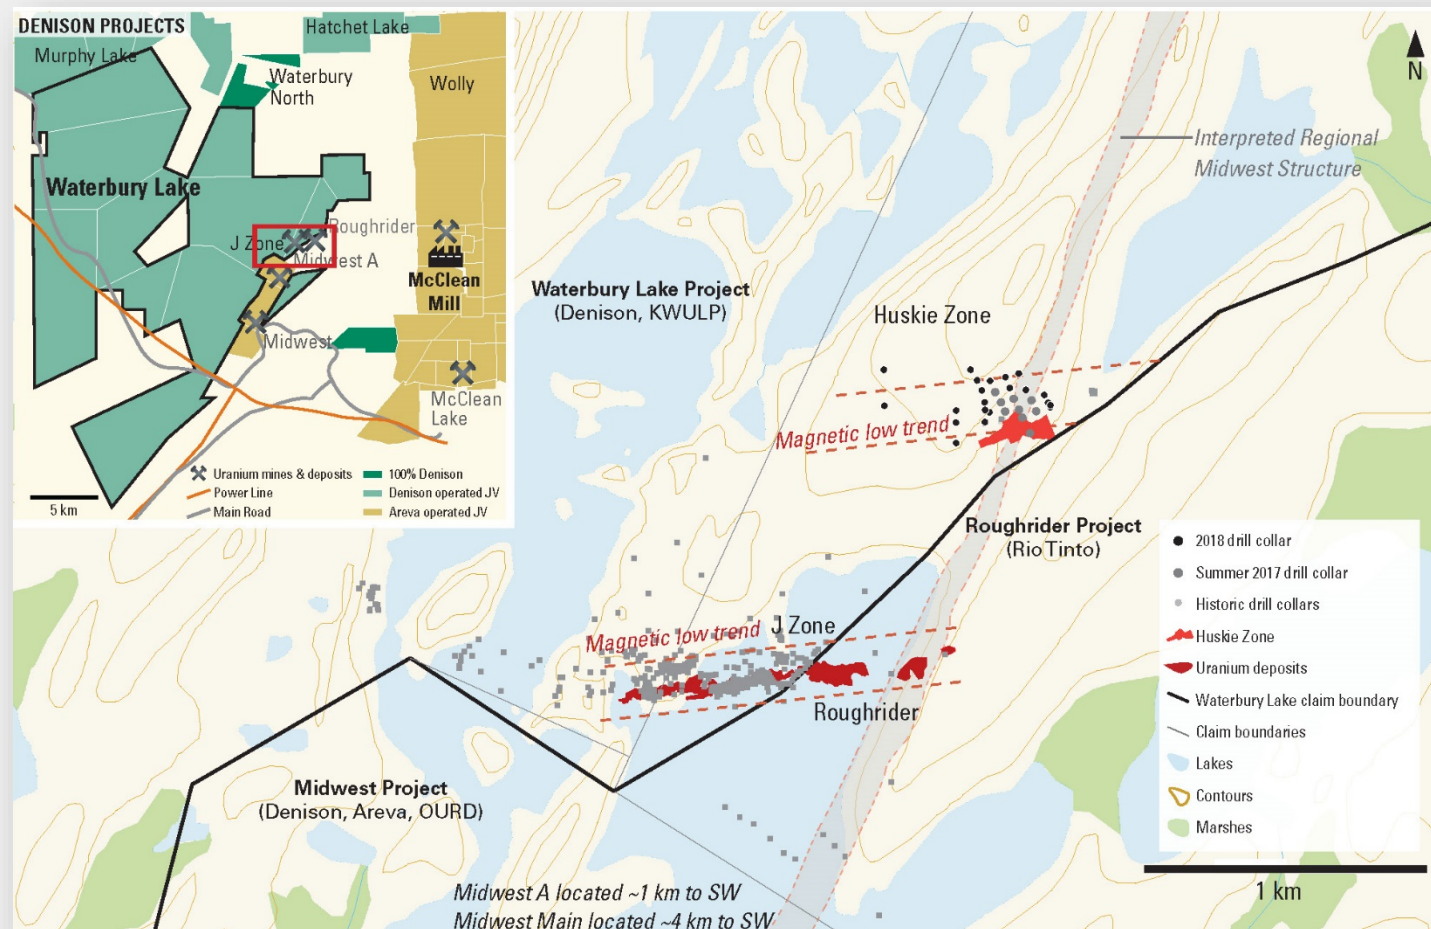 DENISON PROJECTS
Murphy Lake
Hatchet Lake
Waterbury
North
Wolly
Waterbury Lake
Roughrider
J Zone
Midwest A
McClean
Mill
Midwest
McClean
Lake
Uranium mines & deposits
Power Line
Main Road
100% Denison
Denison operated JV
Areva operated JV
5 km
N
Interpreted Regional
Midwest Structure
Waterbury Lake Project
(Denison, KWULP)
Huskie Zone
Magnetic low trend
Roughrider Project
(Rio Tinto)
Magnetic low trend
J Zone
Roughrider
Midwest Project
(Denison, Areva, OURD)
Midwest A located ~1 km to SW
Midwest Main located ~4 km to SW
2018 drill collar
Summer 2017 drill collar
Historic drill collars
Huskie Zone
Uranium deposits
Waterbury Lake claim boundary
Claim boundaries
Lakes
Contours
Marshes
1 km